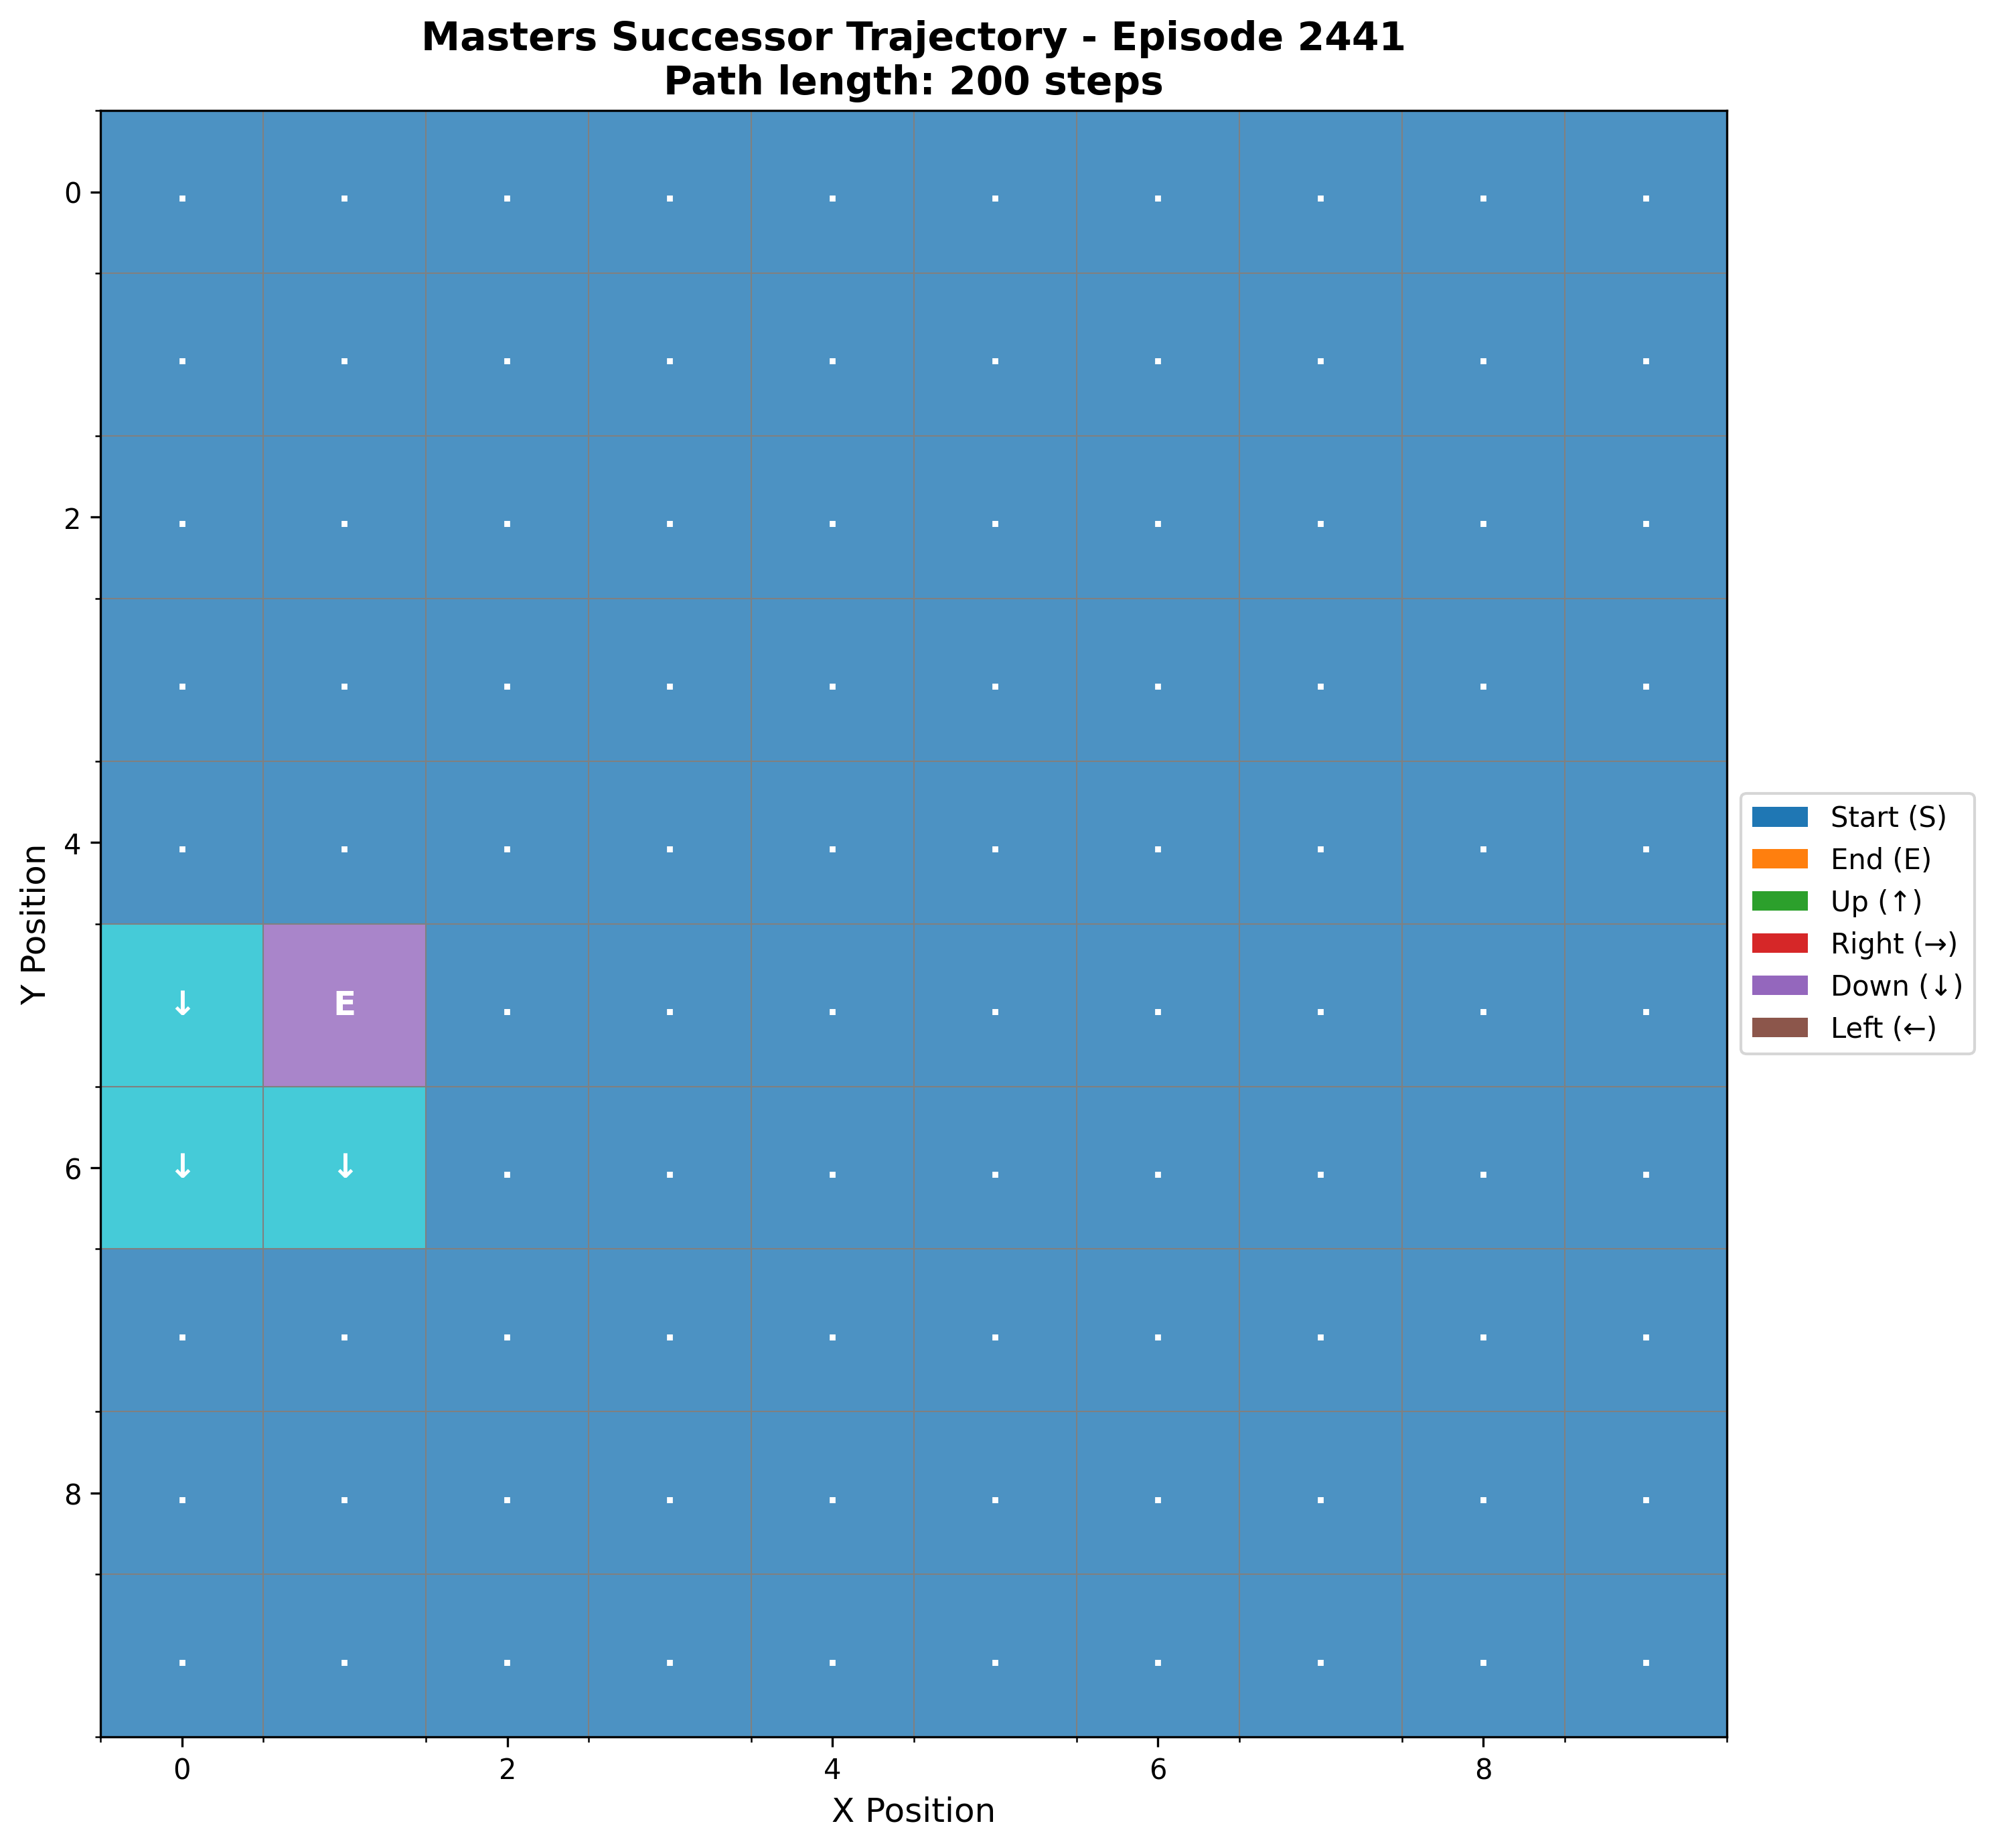 Masters Successor Trajectory - Episode 2441
Path length: 200 steps
0
2
4
↓ E
6
↓ ↓
8
Y Position
0 2 4 6 8
X Position
Start (S)
End (E)
Up (↑)
Right (→)
Down (↓)
Left (←)